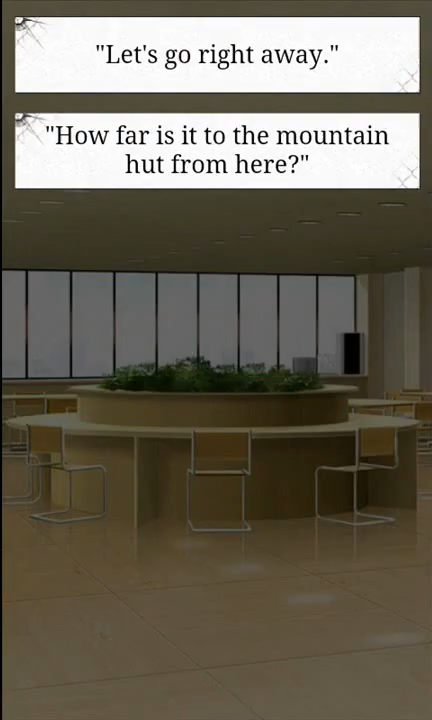 "Let's go right away."
"How far is it to the mountain
hut from here?"